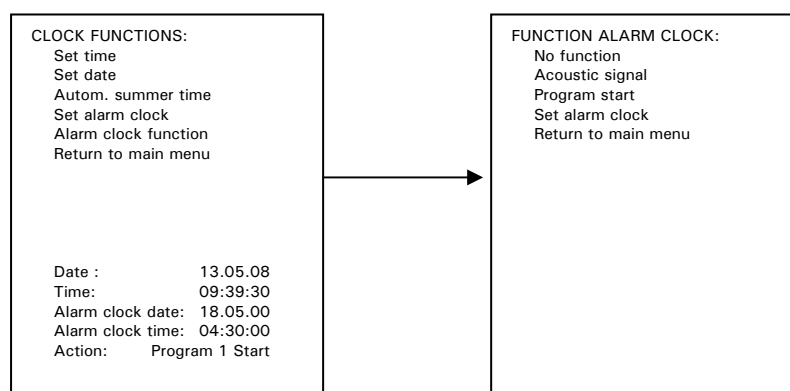 CLOCK FUNCTIONS:
Set time
Set date
Autom. summer time
Set alarm clock
Alarm clock function
Return to main menu
Date : 13.05.08
Time: 09:39:30
Alarm clock date: 18.05.00
Alarm clock time: 04:30:00
Action: Program 1 Start
FUNCTION ALARM CLOCK:
No function
Acoustic signal
Program start
Set alarm clock
Return to main menu